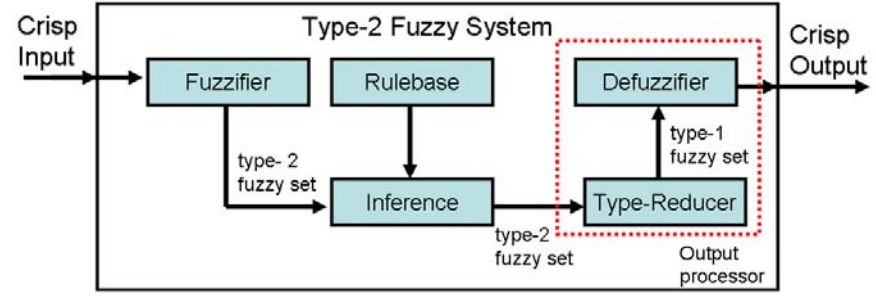 Type-2 Fuzzy System
Crisp
Input
Crisp
Output
Fuzzifier
Rulebase
Defuzzifier
type- 2
fuzzy set
type-1
fuzzy set
Inference
Type-Reducer
type-2
fuzzy set
Output
processor